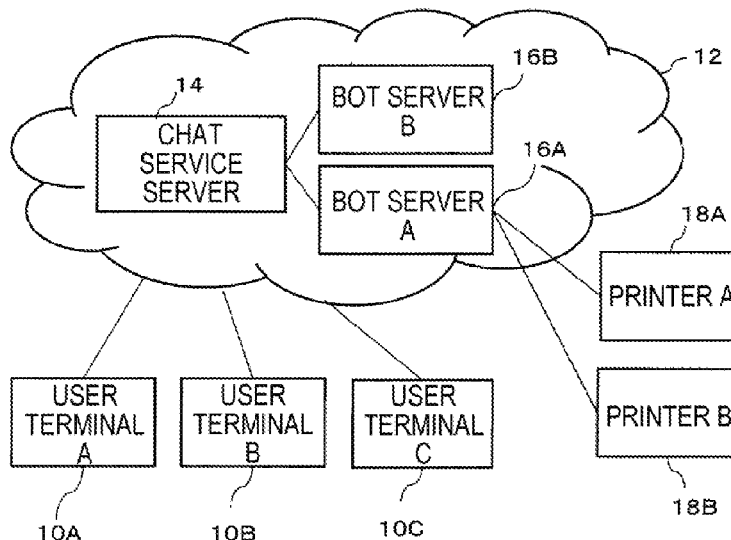 16B
12
14
BOT SERVER
B
CHAT
SERVICE
SERVER
16A
BOT SERVER
A
18A
PRINTER A
USER
TERMINAL
A
USER
TERMINAL
B
USER
TERMINAL
C
PRINTER B
10A
10B
10C
18B